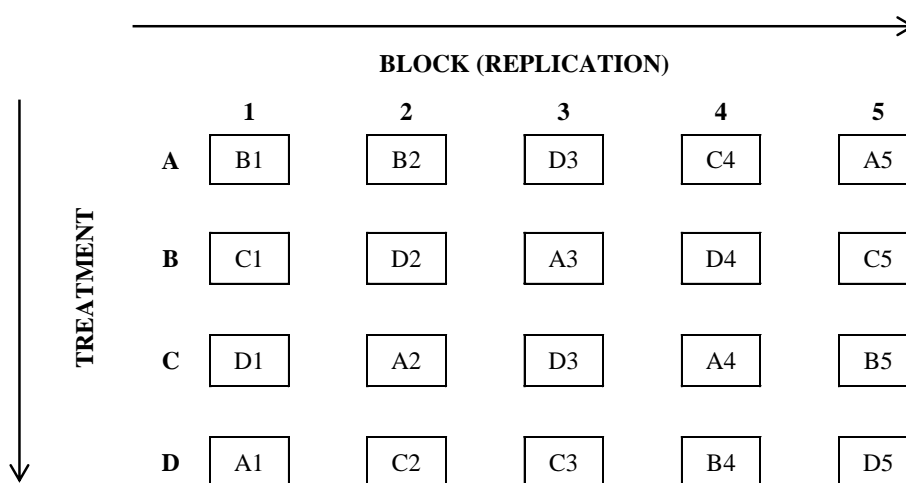 BLOCK (REPLICATION)
1 2 3 4 5
TREATMENT
A B1 B2 D3 C4 A5
B C1 D2 A3 D4 C5
C D1 A2 D3 A4 B5
D A1 C2 C3 B4 D5